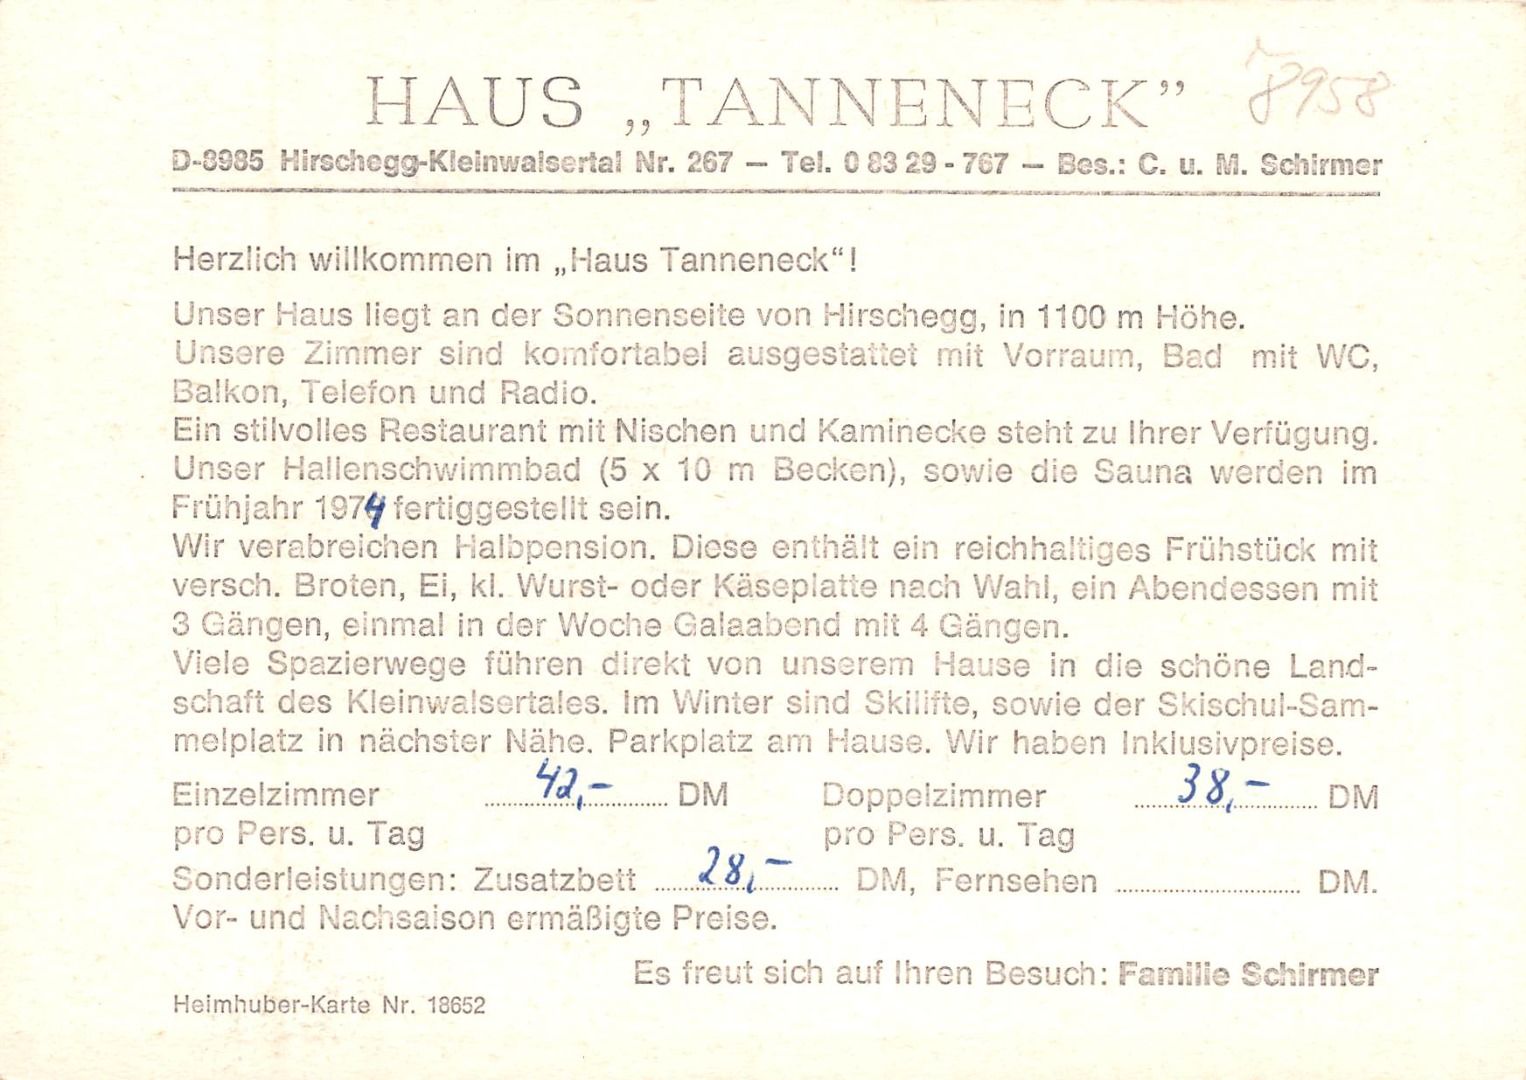 HAUS „TANNENECK” 8958
D-8985 Hirschegg-Kleinwalsertal Nr. 267 — Tel. 0 83 29 - 767 — Bes.: C. u. M. Schirmer
Herzlich willkommen im „Haus Tanneneck“!
Unser Haus liegt an der Sonnenseite von Hirschegg, in 1100 m Höhe.
Unsere Zimmer sind komfortabel ausgestattet mit Vorraum, Bad mit WC,
Balkon, Telefon und Radio.
Ein stilvolles Restaurant mit Nischen und Kaminecke steht zu Ihrer Verfügung.
Unser Hallenschwimmbad (5 x 10 m Becken), sowie die Sauna werden im
Frühjahr 1974 fertiggestellt sein.
Wir verabreichen Halbpension. Diese enthält ein reichhaltiges Frühstück mit
versch. Broten, Ei, kl. Wurst- oder Käseplatte nach Wahl, ein Abendessen mit
3 Gängen, einmal in der Woche Galaabend mit 4 Gängen.
Viele Spazierwege führen direkt von unserem Hause in die schöne Land-
schaft des Kleinwalsertales. Im Winter sind Skilifte, sowie der Skischul-Sam-
melplatz in nächster Nähe. Parkplatz am Hause. Wir haben Inklusivpreise.
Einzelzimmer 42,- DM Doppelzimmer 38,- DM
pro Pers. u. Tag pro Pers. u. Tag
Sonderleistungen: Zusatzbett 28,- DM, Fernsehen DM.
Vor- und Nachsaison ermäßigte Preise.
Es freut sich auf Ihren Besuch: Familie Schirmer
Heimhuber-Karte Nr. 18652